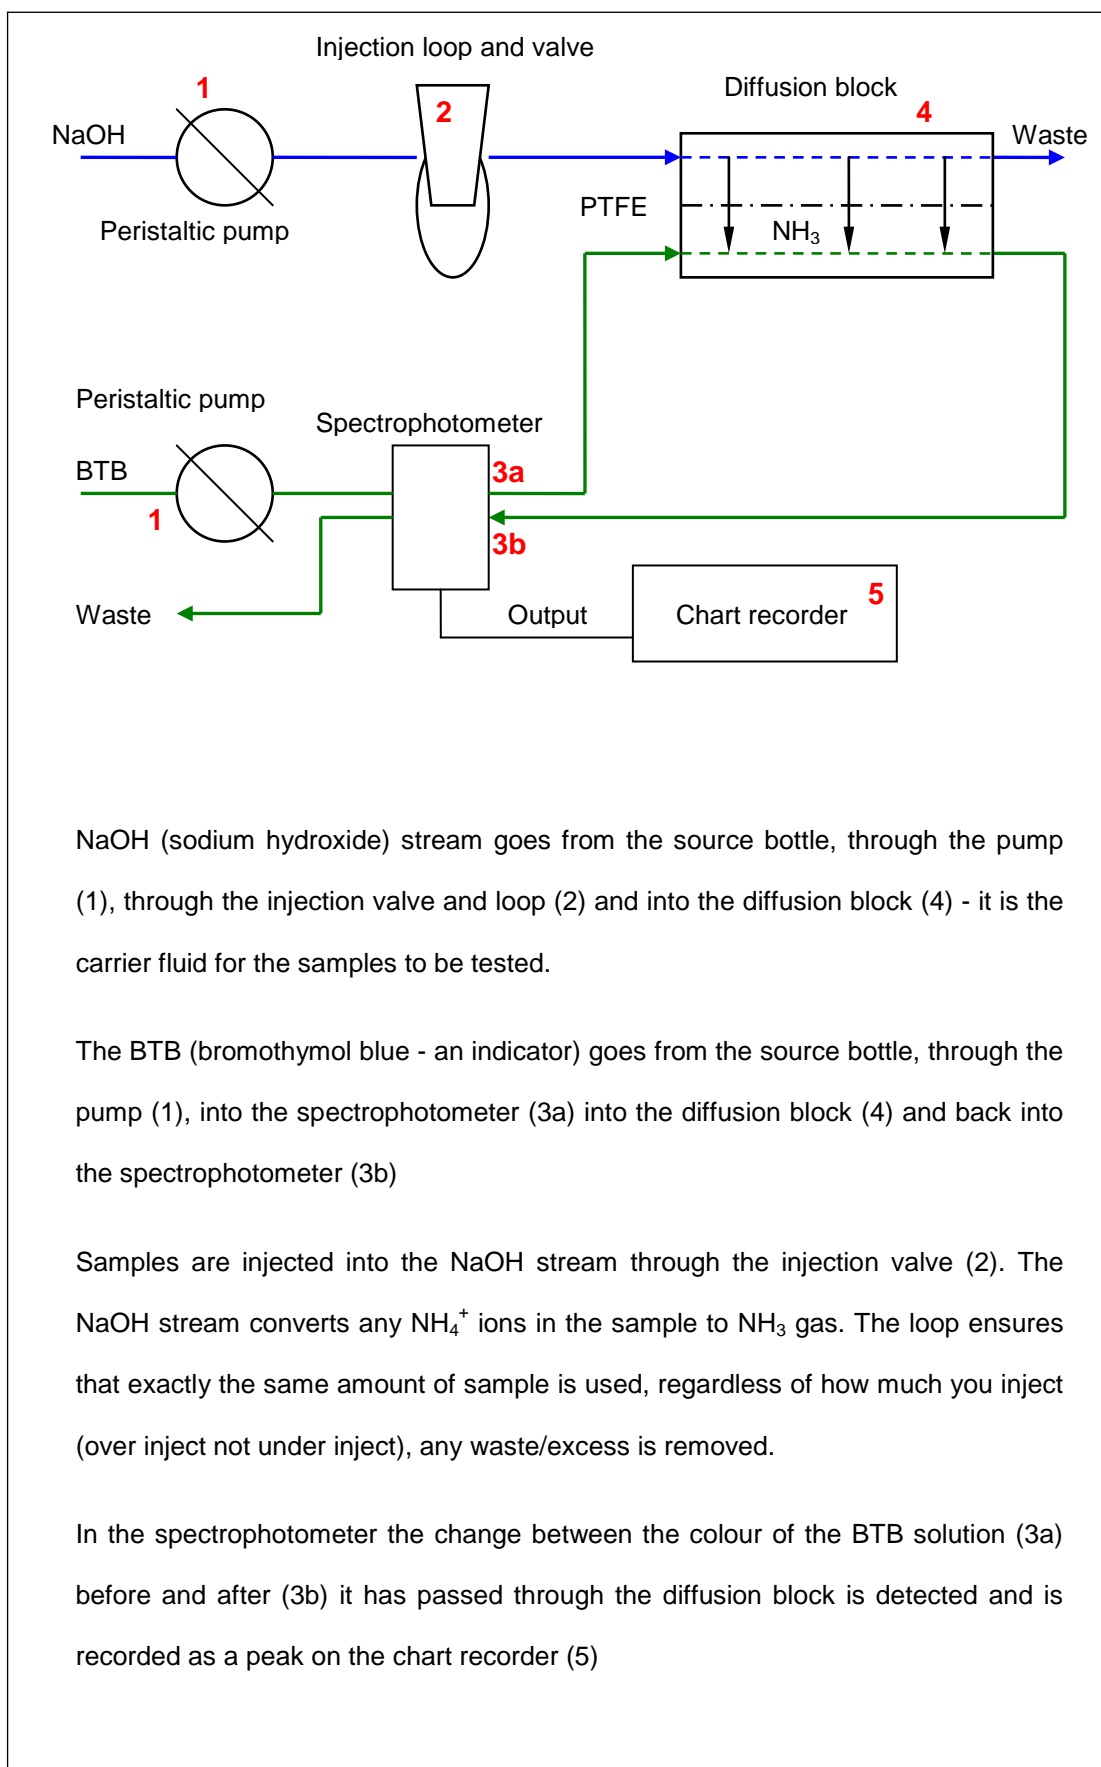 Injection loop and valve
1
2
Diffusion block
4
NaOH
Waste
Peristaltic pump
PTFE
NH₃
Peristaltic pump
Spectrophotometer
BTB
3a
1
3b
Waste
Output
Chart recorder
5
NaOH (sodium hydroxide) stream goes from the source bottle, through the pump
(1), through the injection valve and loop (2) and into the diffusion block (4) - it is the
carrier fluid for the samples to be tested.
The BTB (bromothymol blue - an indicator) goes from the source bottle, through the
pump (1), into the spectrophotometer (3a) into the diffusion block (4) and back into
the spectrophotometer (3b)
Samples are injected into the NaOH stream through the injection valve (2). The
NaOH stream converts any NH₄⁺ ions in the sample to NH₃ gas. The loop ensures
that exactly the same amount of sample is used, regardless of how much you inject
(over inject not under inject), any waste/excess is removed.
In the spectrophotometer the change between the colour of the BTB solution (3a)
before and after (3b) it has passed through the diffusion block is detected and is
recorded as a peak on the chart recorder (5)